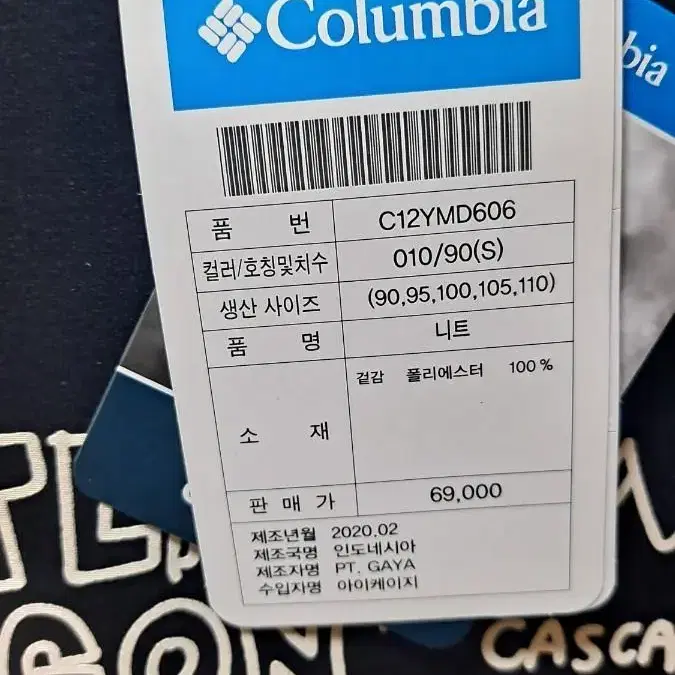 Columbia
bia
품 번 C12YMD606
컬러/호칭및치수 010/90(S)
생산 사이즈 (90,95,100,105,110)
품 명 니트
겉감 폴리에스터 100%
소 재
판 매 가 69,000
제조년월 2020.02
제조국명 인도네시아
제조자명 PT. GAYA
수입자명 아이케이지
CASCA